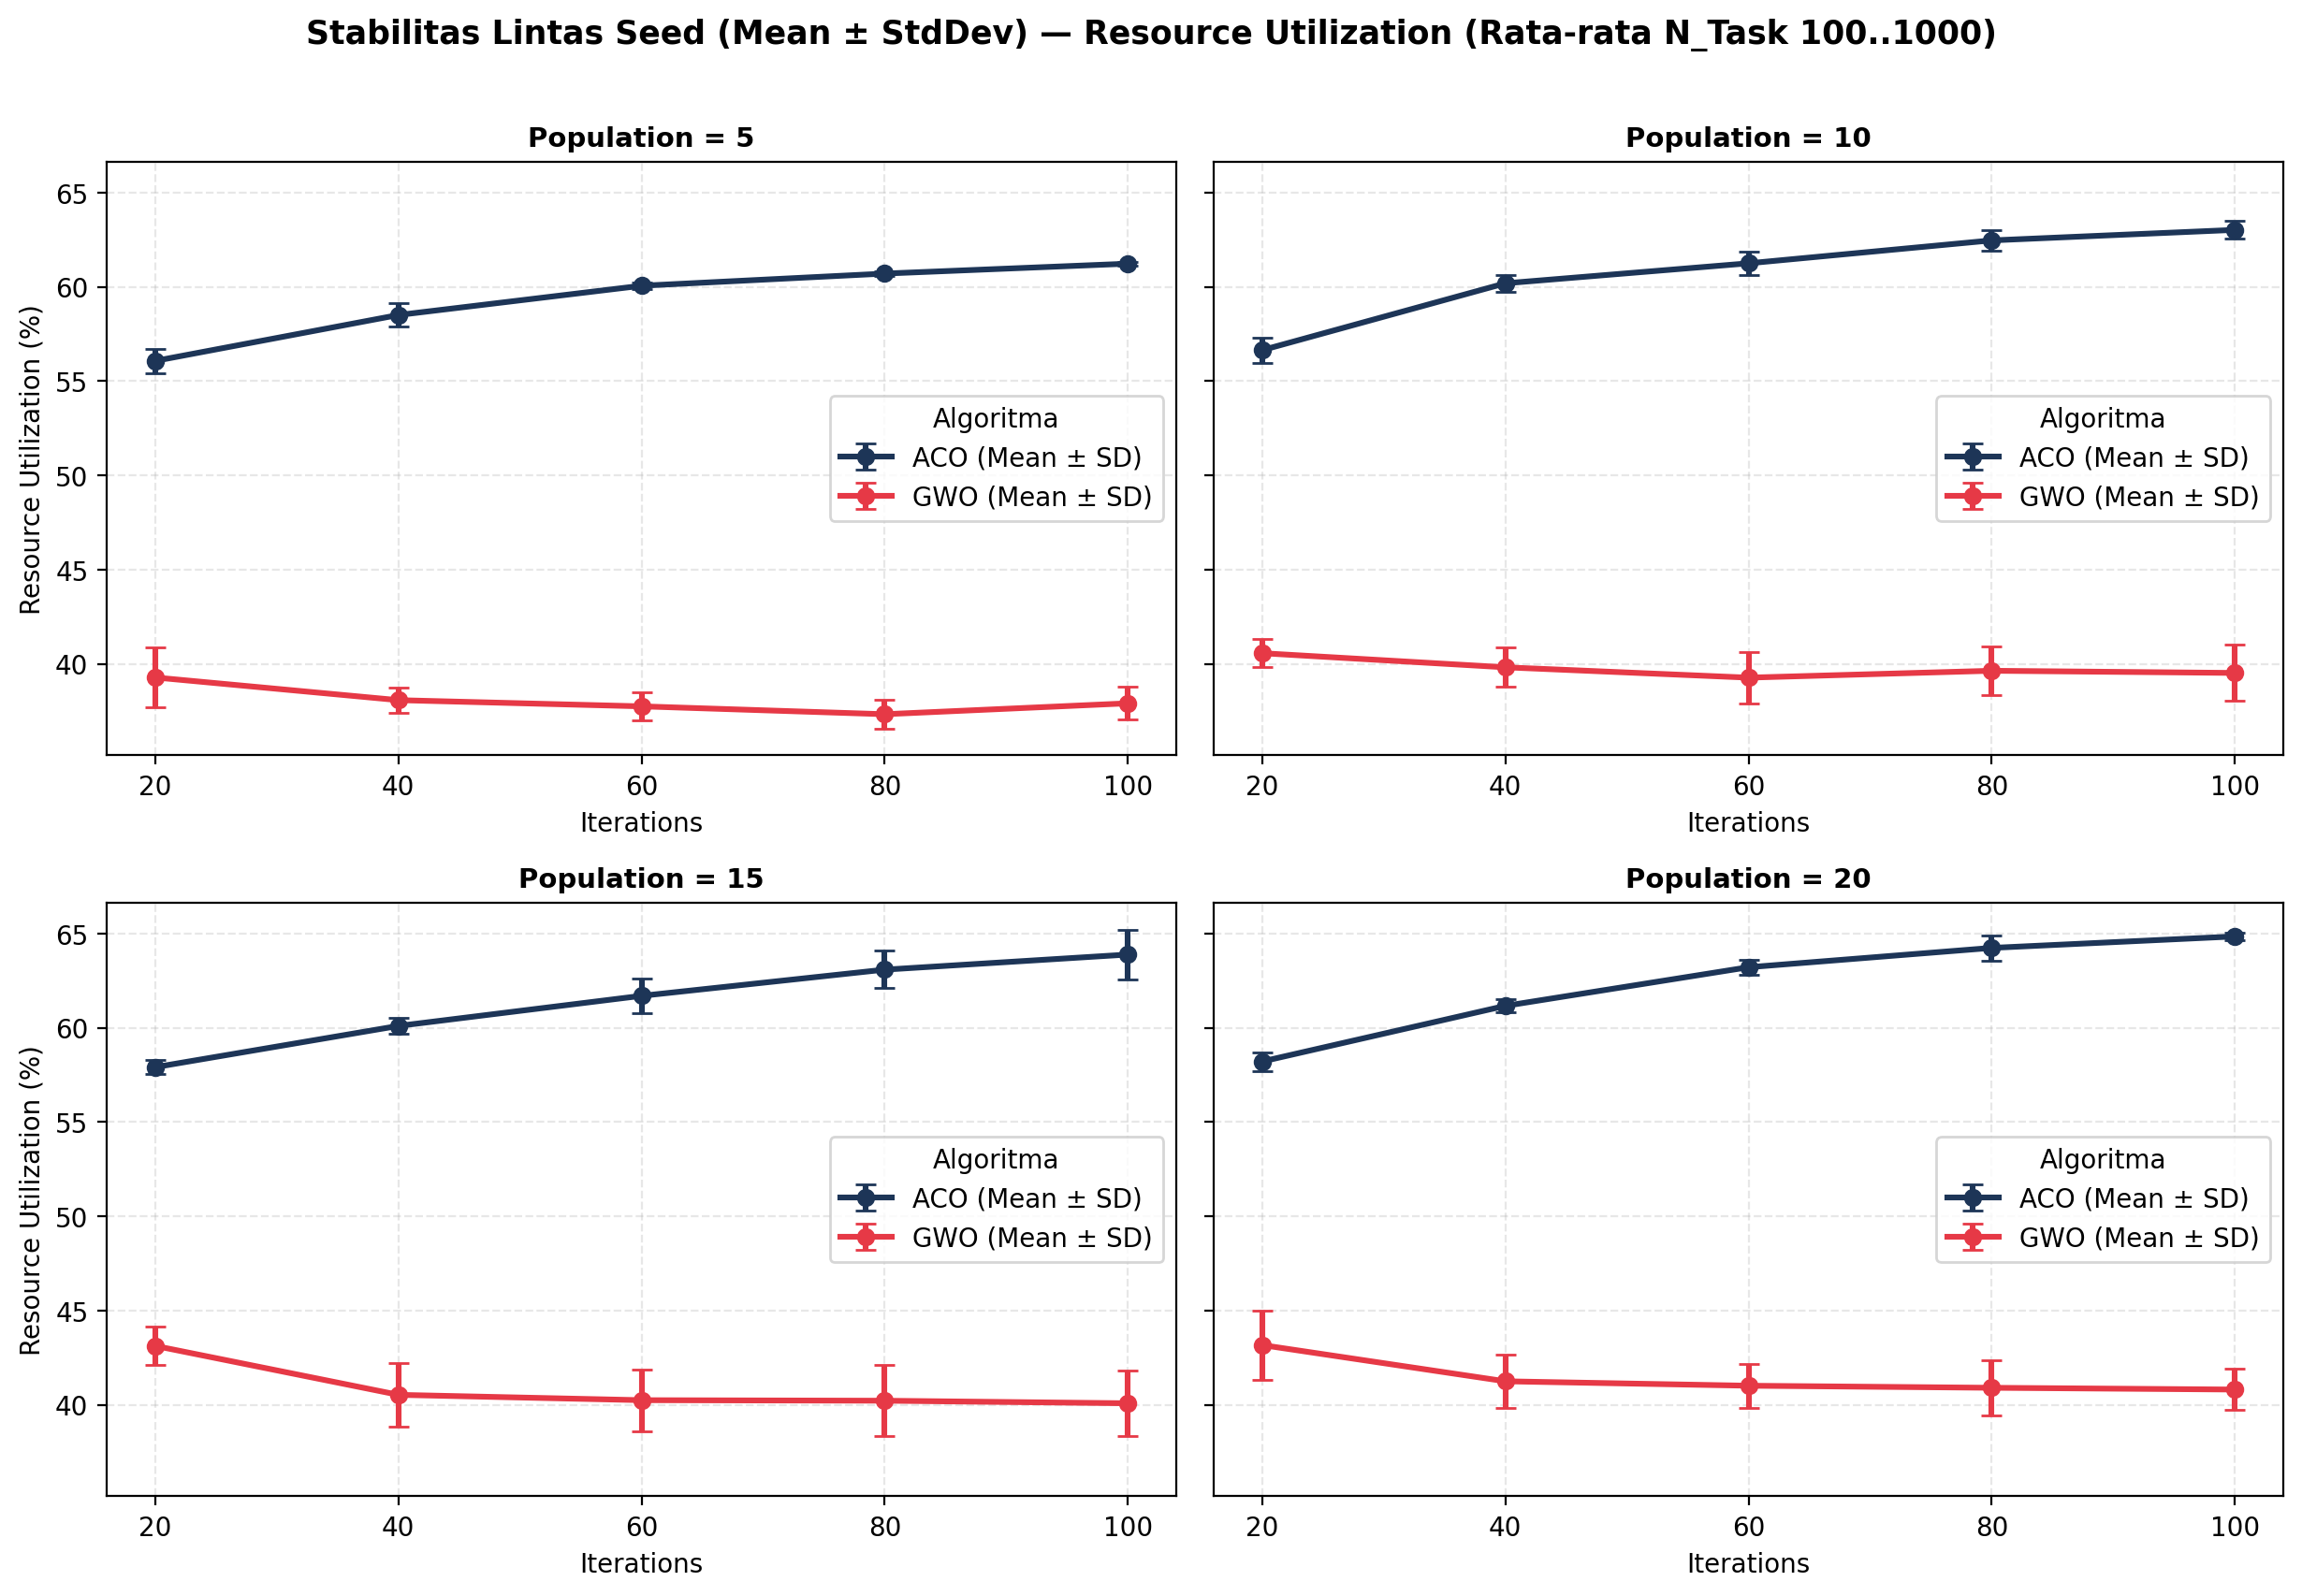 Stabilitas Lintas Seed (Mean ± StdDev) — Resource Utilization (Rata-rata N_Task 100..1000)
Population = 5
Resource Utilization (%)
65
60
55
50
45
40
Algoritma
ACO (Mean ± SD)
GWO (Mean ± SD)
20 40 60 80 100
Iterations
Population = 10
Algoritma
ACO (Mean ± SD)
GWO (Mean ± SD)
20 40 60 80 100
Iterations
Population = 15
Resource Utilization (%)
65
60
55
50
45
40
Algoritma
ACO (Mean ± SD)
GWO (Mean ± SD)
20 40 60 80 100
Iterations
Population = 20
Algoritma
ACO (Mean ± SD)
GWO (Mean ± SD)
20 40 60 80 100
Iterations